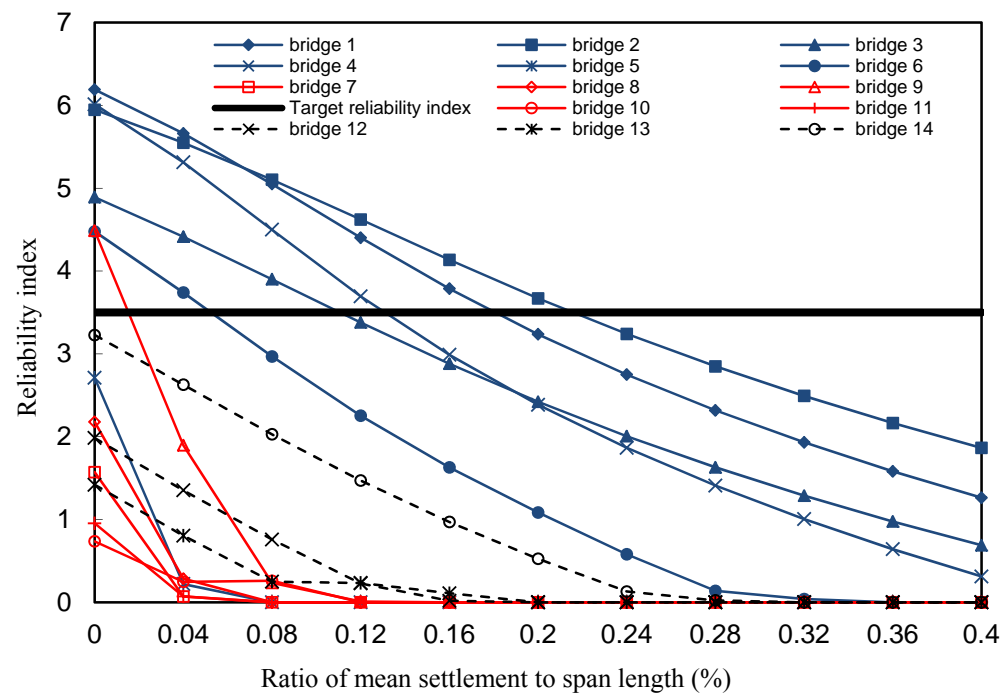 7
bridge 1 bridge 2 bridge 3
bridge 4 bridge 5 bridge 6
bridge 7 bridge 8 bridge 9
Target reliability index bridge 10 bridge 11
bridge 12 bridge 13 bridge 14
6
5
4
3
2
1
0
Reliability index
0 0.04 0.08 0.12 0.16 0.2 0.24 0.28 0.32 0.36 0.4
Ratio of mean settlement to span length (%)